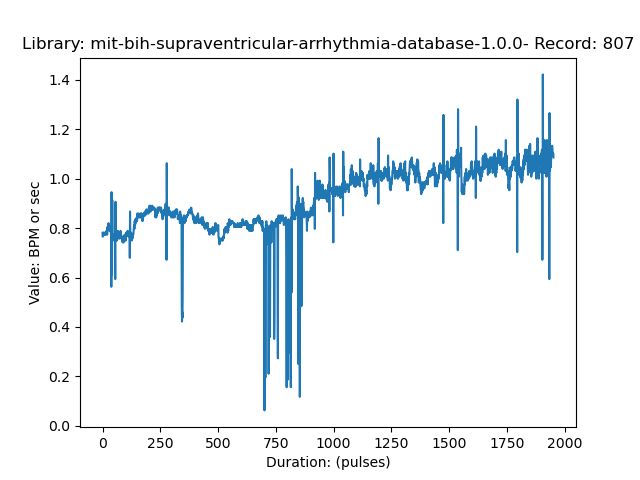 Library: mit-bih-supraventricular-arrhythmia-database-1.0.0- Record: 807
1.4
1.2
1.0
0.8
0.6
0.4
0.2
0.0
Value: BPM or sec
0 250 500 750 1000 1250 1500 1750 2000
Duration: (pulses)